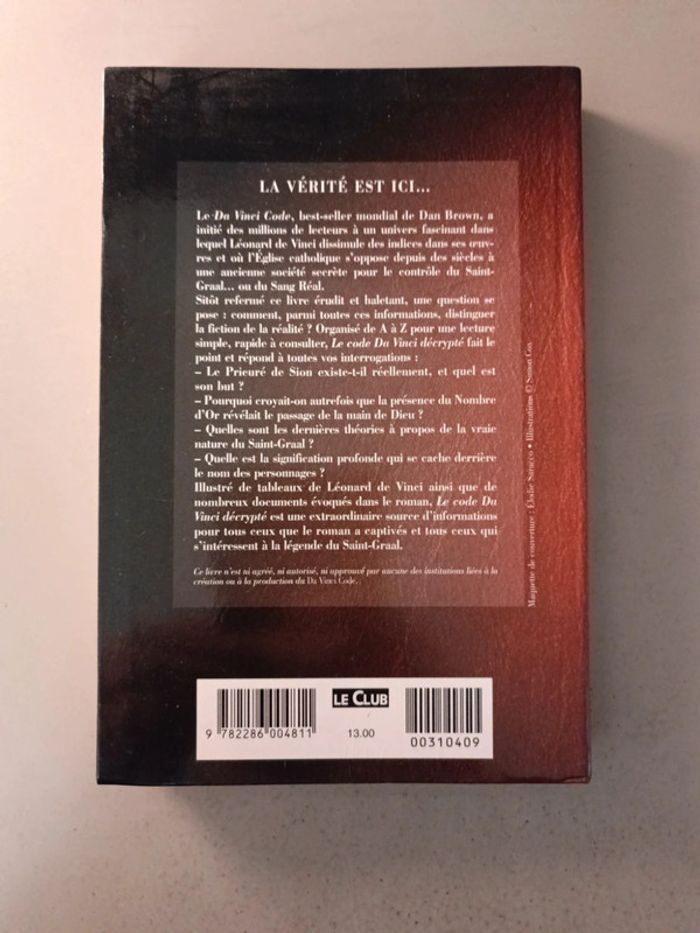 LA VÉRITÉ EST ICI...
Le Da Vinci Code, best-seller mondial de Dan Brown, a
initié des millions de lecteurs à un univers fascinant dans
lequel Léonard de Vinci dissimule des indices dans ses œuv-
res et où l'Église catholique s'oppose depuis des siècles à
une ancienne société secrète pour le contrôle du Saint-
Graal... ou du Sang Réal.
Sitôt refermé ce livre érudit et haletant, une question se
pose : comment, parmi toutes ces informations, distinguer
la fiction de la réalité ? Organisé de A à Z pour une lecture
simple, rapide à consulter, Le code Da Vinci décrypté fait le
point et répond à toutes vos interrogations :
– Le Prieuré de Sion existe-t-il réellement, et quel est
son but ?
– Pourquoi croyait-on autrefois que la présence du Nombre
d'Or révélait le passage de la main de Dieu ?
– Quelles sont les dernières théories à propos de la vraie
nature du Saint-Graal ?
– Quelle est la signification profonde qui se cache derrière
le nom des personnages ?
Illustré de tableaux de Léonard de Vinci ainsi que de
nombreux documents évoqués dans le roman, Le code Da
Vinci décrypté est une extraordinaire source d'informations
pour tous ceux que le roman a captivés et tous ceux qui
s'intéressent à la légende du Saint-Graal.
Ce livre n'est ni agréé, ni autorisé, ni approuvé par aucune des institutions liées à la
création ou à la production du Da Vinci Code.
Maquette de couverture : Élodie Saracco • Illustrations © Simon Cox
LE CLUB
9 782286 004811
13.00
00310409